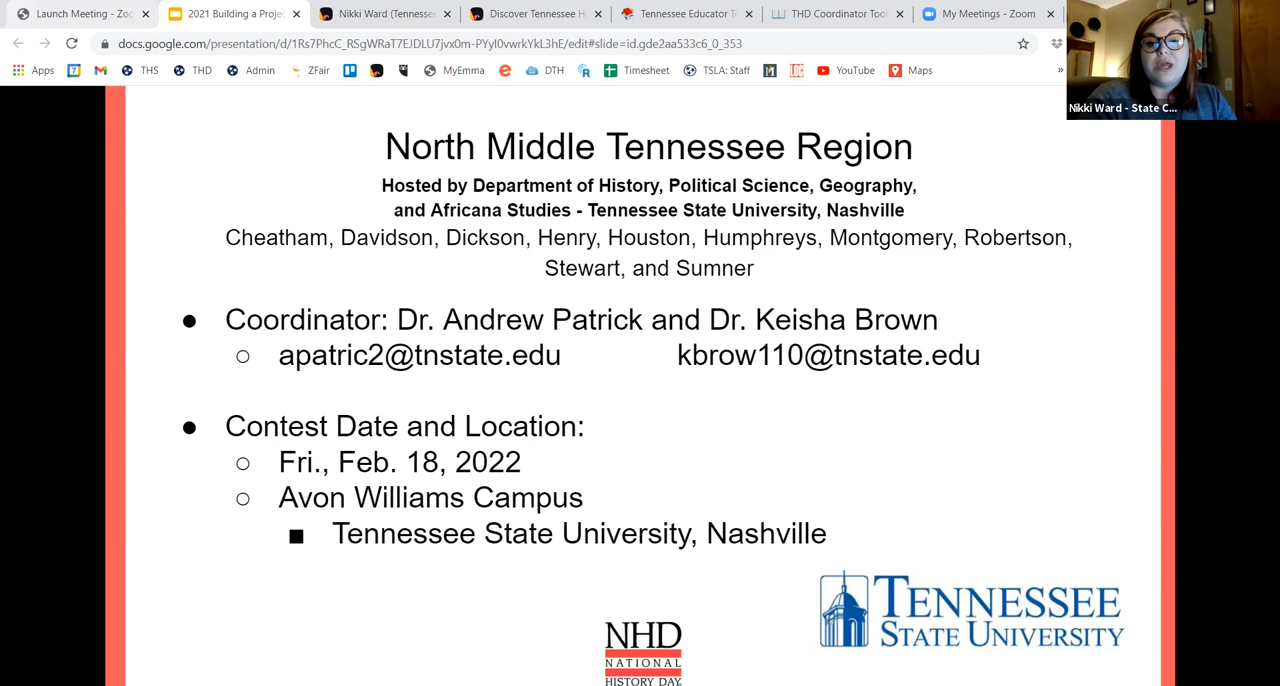 Launch Meeting - Zoo
2021 Building a Projec
Nikki Ward (Tennessee
Discover Tennessee H
Tennessee Educator T
THD Coordinator Tool
My Meetings - Zoom
docs.google.com/presentation/d/1Rs7PhcC_RSgWRaT7EJDLU7jvx0m-PYyI0vwrkYkL3hE/edit#slide=id.gde2aa533c6_0_353
Apps
THS
THD
Admin
ZFair
MyEmma
DTH
Timesheet
TSLA: Staff
YouTube
Maps
»
Nikki Ward - State C...
North Middle Tennessee Region
Hosted by Department of History, Political Science, Geography,
and Africana Studies - Tennessee State University, Nashville
Cheatham, Davidson, Dickson, Henry, Houston, Humphreys, Montgomery, Robertson,
Stewart, and Sumner
● Coordinator: Dr. Andrew Patrick and Dr. Keisha Brown
○ apatric2@tnstate.edu kbrow110@tnstate.edu
● Contest Date and Location:
○ Fri., Feb. 18, 2022
○ Avon Williams Campus
■ Tennessee State University, Nashville
NHD
NATIONAL
HISTORY DAY
TENNESSEE
STATE UNIVERSITY